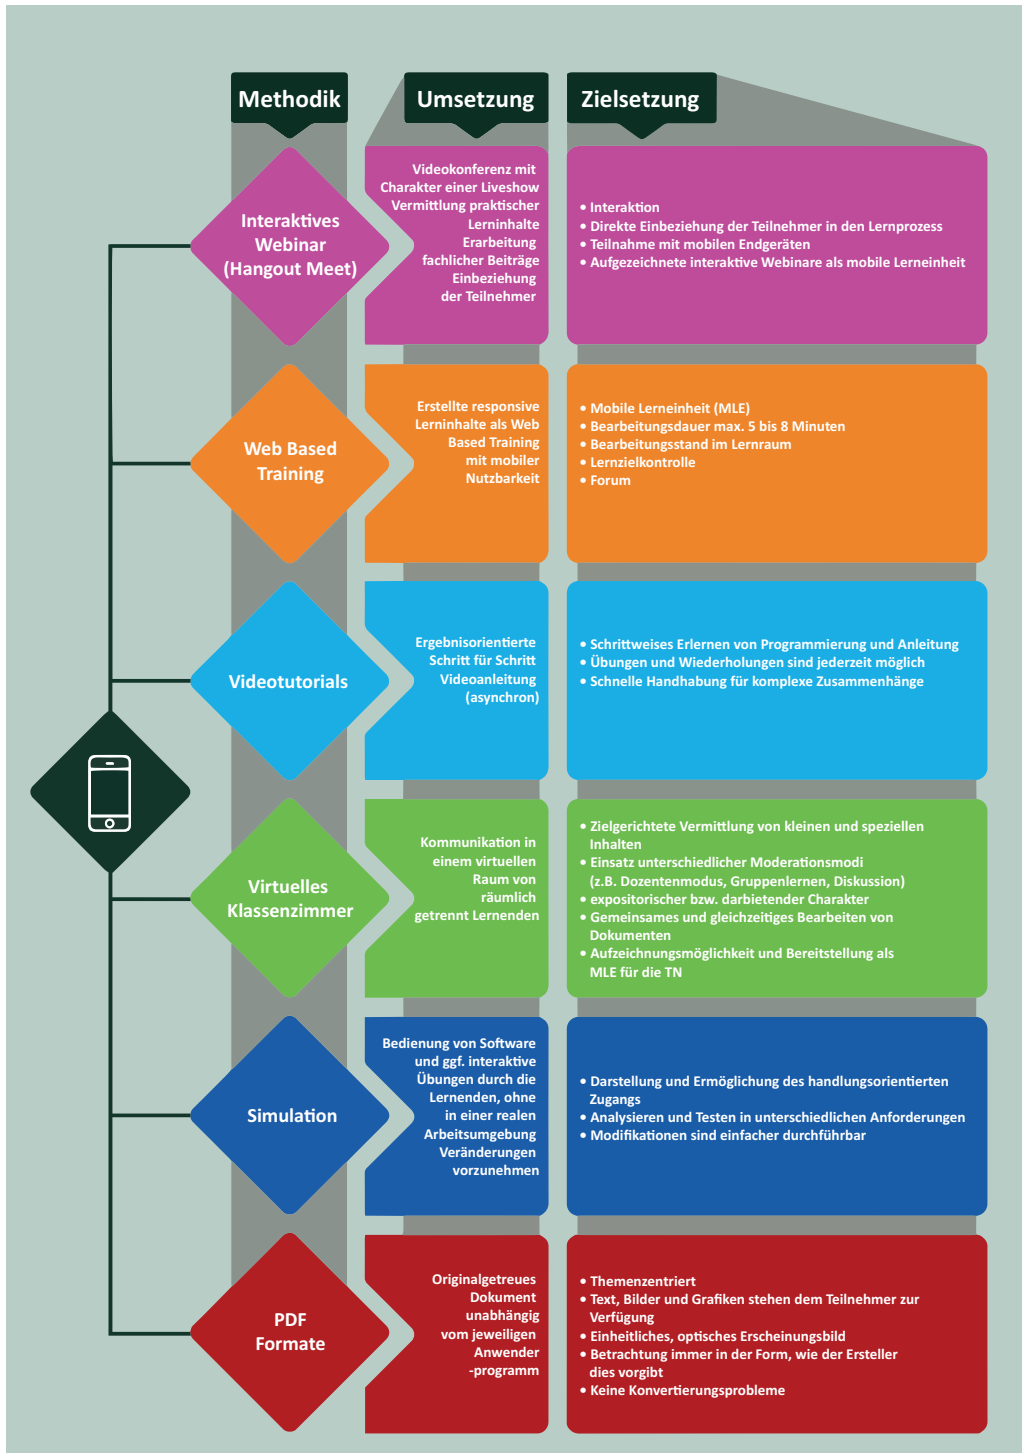 Methodik
Umsetzung
Zielsetzung
Interaktives
Webinar
(Hangout Meet)
Videokonferenz mit
Charakter einer Liveshow
Vermittlung praktischer
Lerninhalte
Erarbeitung
fachlicher Beiträge
Einbeziehung
der Teilnehmer
• Interaktion
• Direkte Einbeziehung der Teilnehmer in den Lernprozess
• Teilnahme mit mobilen Endgeräten
• Aufgezeichnete interaktive Webinare als mobile Lerneinheit
Web Based
Training
Erstellte responsive
Lerninhalte als Web
Based Training
mit mobiler
Nutzbarkeit
• Mobile Lerneinheit (MLE)
• Bearbeitungsdauer max. 5 bis 8 Minuten
• Bearbeitungsstand im Lernraum
• Lernzielkontrolle
• Forum
Videotutorials
Ergebnisorientierte
Schritt für Schritt
Videoanleitung
(asynchron)
• Schrittweises Erlernen von Programmierung und Anleitung
• Übungen und Wiederholungen sind jederzeit möglich
• Schnelle Handhabung für komplexe Zusammenhänge
Virtuelles
Klassenzimmer
Kommunikation in
einem virtuellen
Raum von
räumlich
getrennt Lernenden
• Zielgerichtete Vermittlung von kleinen und speziellen
Inhalten
• Einsatz unterschiedlicher Moderationsmodi
(z.B. Dozentenmodus, Gruppenlernen, Diskussion)
• expositorischer bzw. darbietender Charakter
• Gemeinsames und gleichzeitiges Bearbeiten von
Dokumenten
• Aufzeichnungsmöglichkeit und Bereitstellung als
MLE für die TN
Simulation
Bedienung von Software
und ggf. interaktive
Übungen durch die
Lernenden, ohne
in einer realen
Arbeitsumgebung
Veränderungen
vorzunehmen
• Darstellung und Ermöglichung des handlungsorientierten
Zugangs
• Analysieren und Testen in unterschiedlichen Anforderungen
• Modifikationen sind einfacher durchführbar
PDF
Formate
Originalgetreues
Dokument
unabhängig
vom jeweiligen
Anwender
-programm
• Themenzentriert
• Text, Bilder und Grafiken stehen dem Teilnehmer zur
Verfügung
• Einheitliches, optisches Erscheinungsbild
• Betrachtung immer in der Form, wie der Ersteller
dies vorgibt
• Keine Konvertierungsprobleme